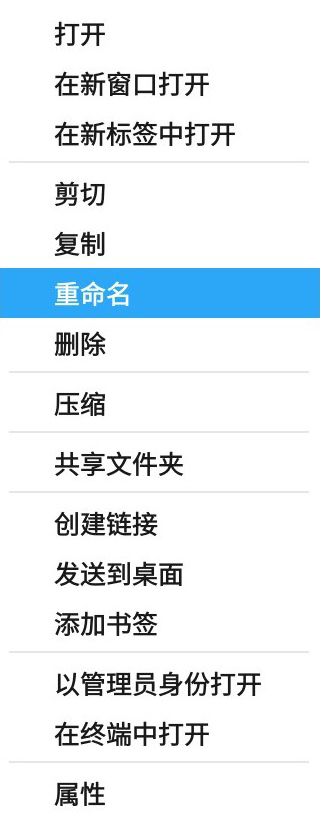 打开
在新窗口打开
在新标签中打开
剪切
复制
重命名
删除
压缩
共享文件夹
创建链接
发送到桌面
添加书签
以管理员身份打开
在终端中打开
属性